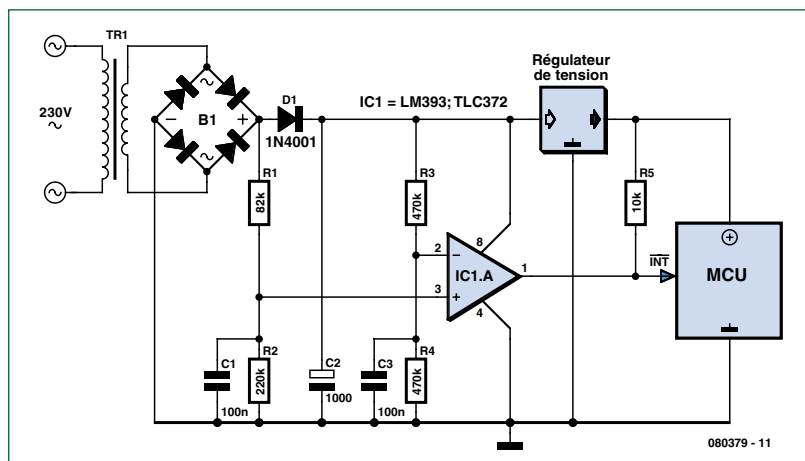 TR1
230V
B1
D1
1N4001
IC1 = LM393; TLC372
Régulateur
de tension
R1
82k
R3
470k
R5
10k
2
3
8
4
1
IC1.A
INT
MCU
C1
100n
R2
220k
C2
1000
C3
100n
R4
470k
080379 - 11